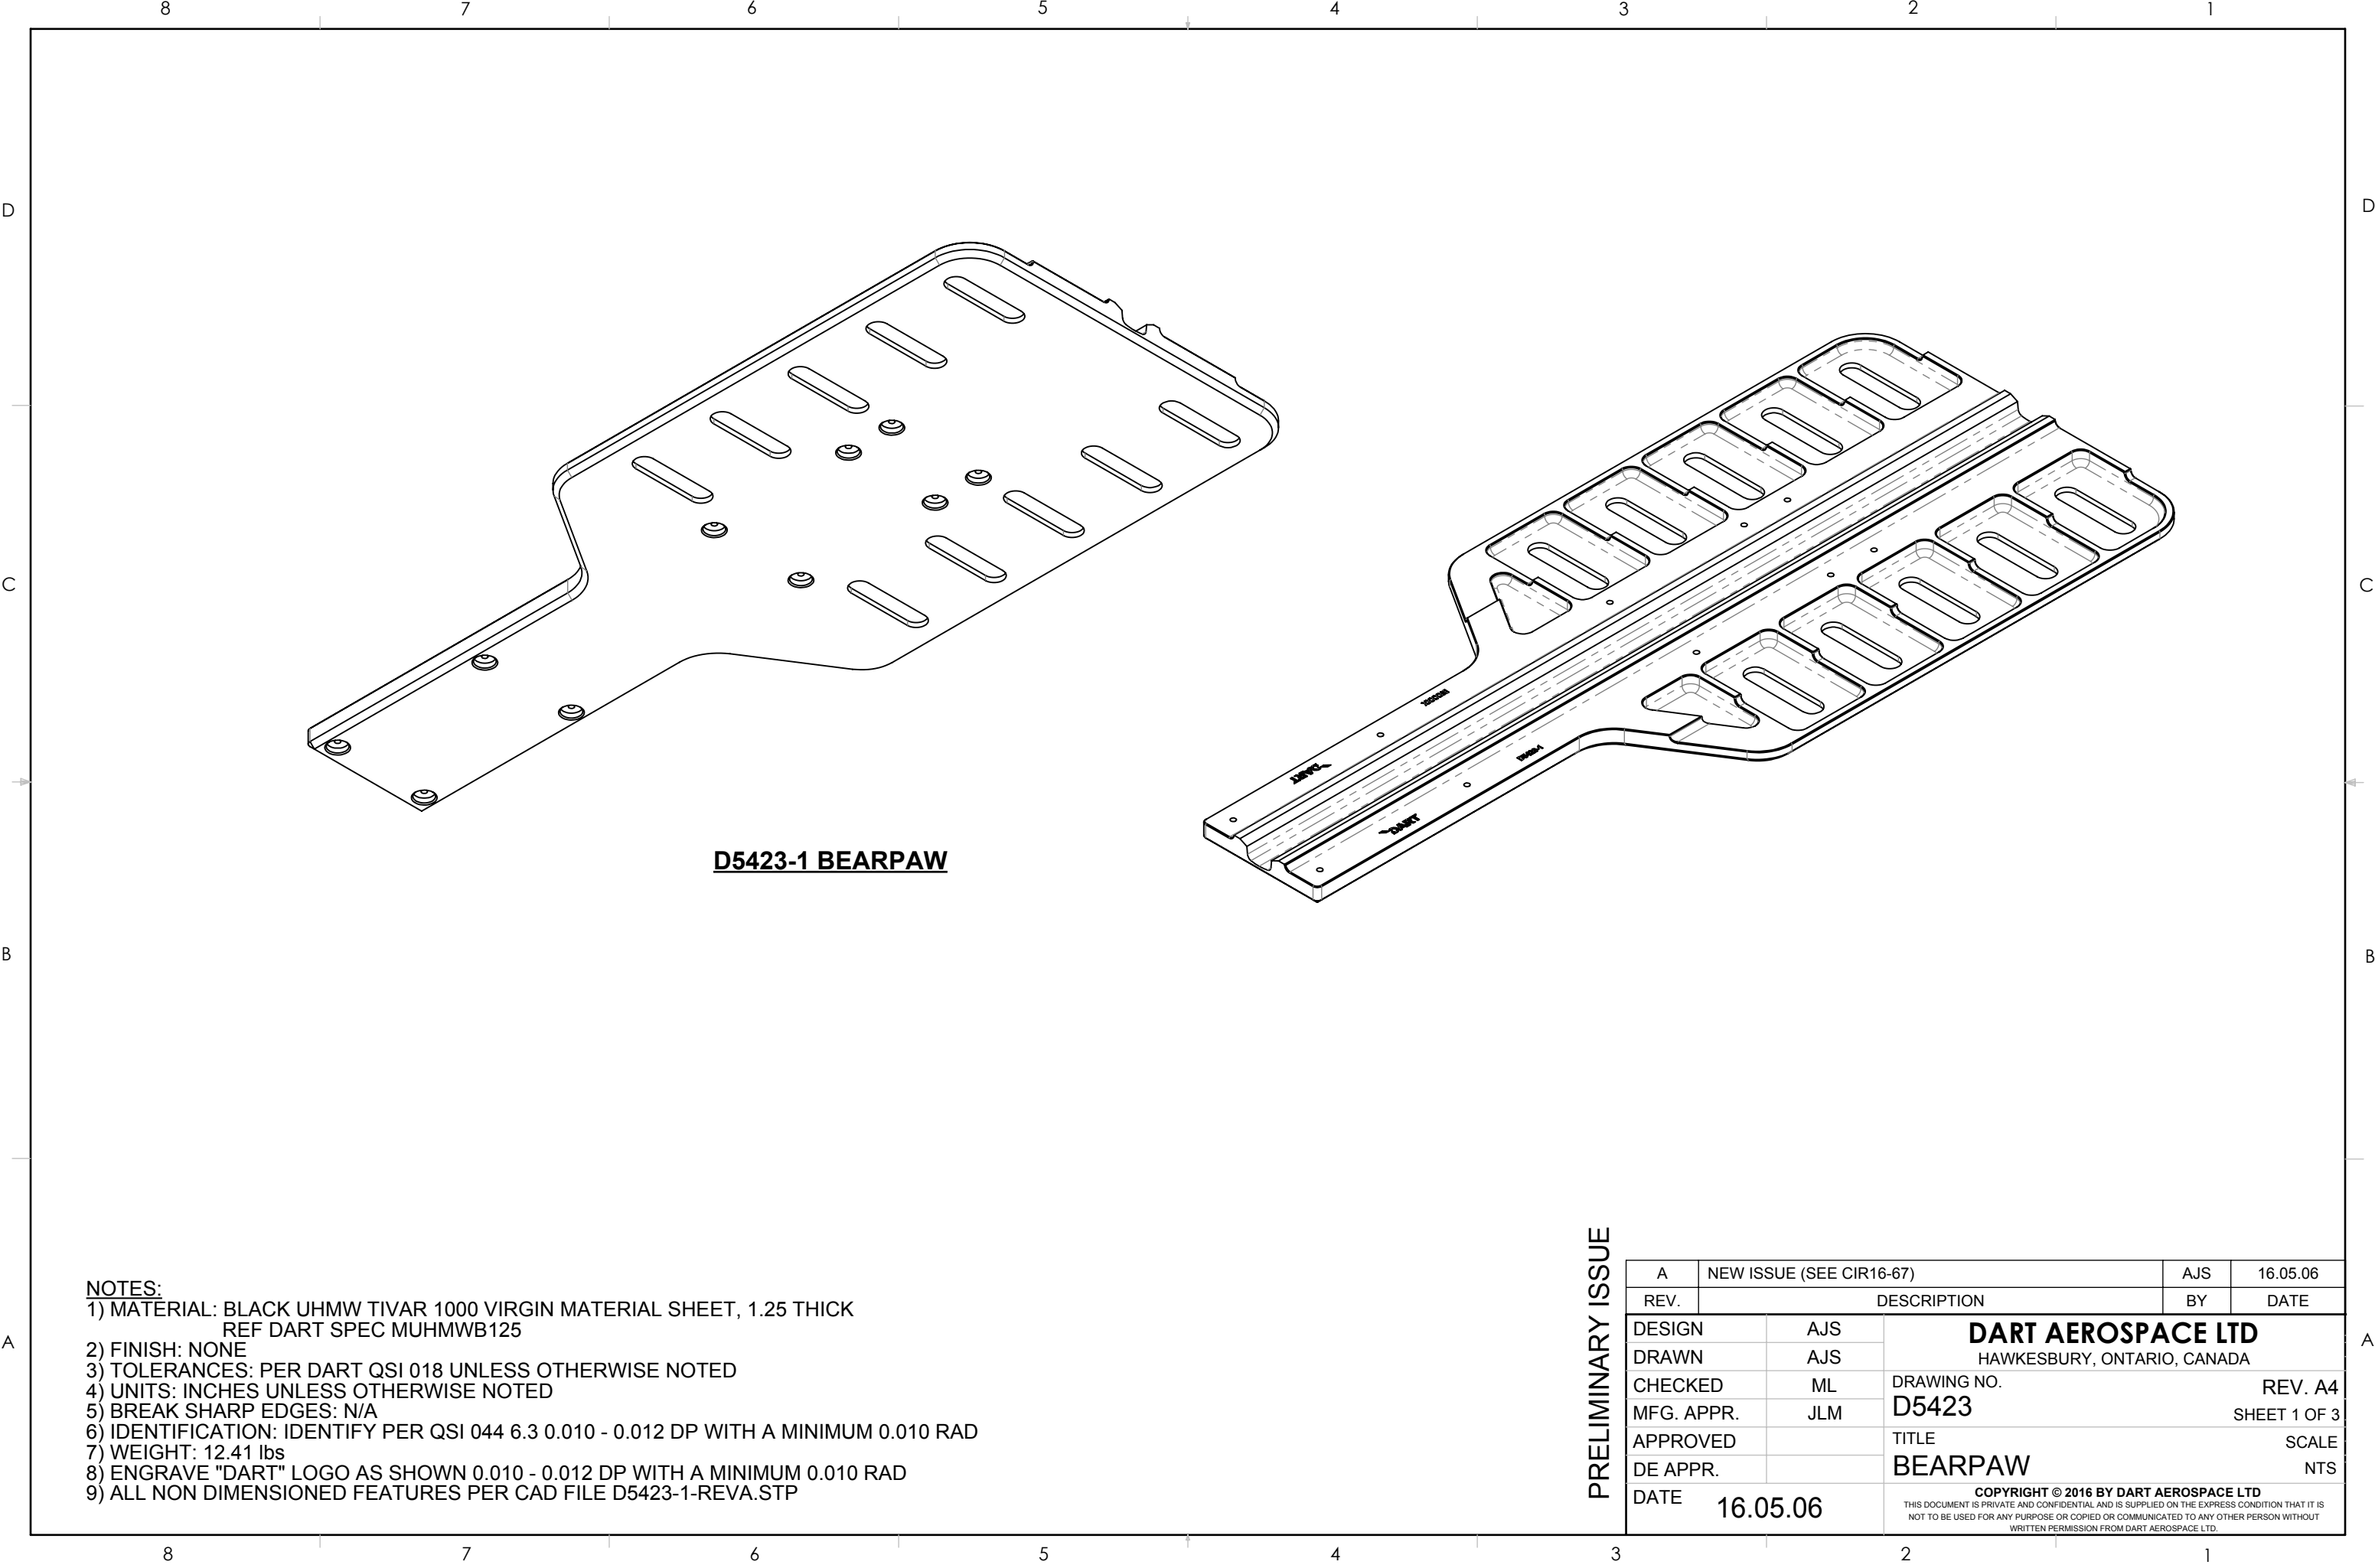 8 7 6 5 4 3 2 1
D D
C C
B B
A A
D5423-1 BEARPAW
DART
DART
NOTES:
1) MATERIAL: BLACK UHMW TIVAR 1000 VIRGIN MATERIAL SHEET, 1.25 THICK
REF DART SPEC MUHMWB125
2) FINISH: NONE
3) TOLERANCES: PER DART QSI 018 UNLESS OTHERWISE NOTED
4) UNITS: INCHES UNLESS OTHERWISE NOTED
5) BREAK SHARP EDGES: N/A
6) IDENTIFICATION: IDENTIFY PER QSI 044 6.3 0.010 - 0.012 DP WITH A MINIMUM 0.010 RAD
7) WEIGHT: 12.41 lbs
8) ENGRAVE "DART" LOGO AS SHOWN 0.010 - 0.012 DP WITH A MINIMUM 0.010 RAD
9) ALL NON DIMENSIONED FEATURES PER CAD FILE D5423-1-REVA.STP
PRELIMINARY ISSUE
A NEW ISSUE (SEE CIR16-67) AJS 16.05.06
REV. DESCRIPTION BY DATE
DESIGN AJS
DRAWN AJS
CHECKED ML
MFG. APPR. JLM
APPROVED
DE APPR.
DATE 16.05.06
DART AEROSPACE LTD
HAWKESBURY, ONTARIO, CANADA
DRAWING NO. REV. A4
D5423 SHEET 1 OF 3
TITLE SCALE
BEARPAW NTS
COPYRIGHT © 2016 BY DART AEROSPACE LTD
THIS DOCUMENT IS PRIVATE AND CONFIDENTIAL AND IS SUPPLIED ON THE EXPRESS CONDITION THAT IT IS
NOT TO BE USED FOR ANY PURPOSE OR COPIED OR COMMUNICATED TO ANY OTHER PERSON WITHOUT
WRITTEN PERMISSION FROM DART AEROSPACE LTD.
8 7 6 5 4 3 2 1